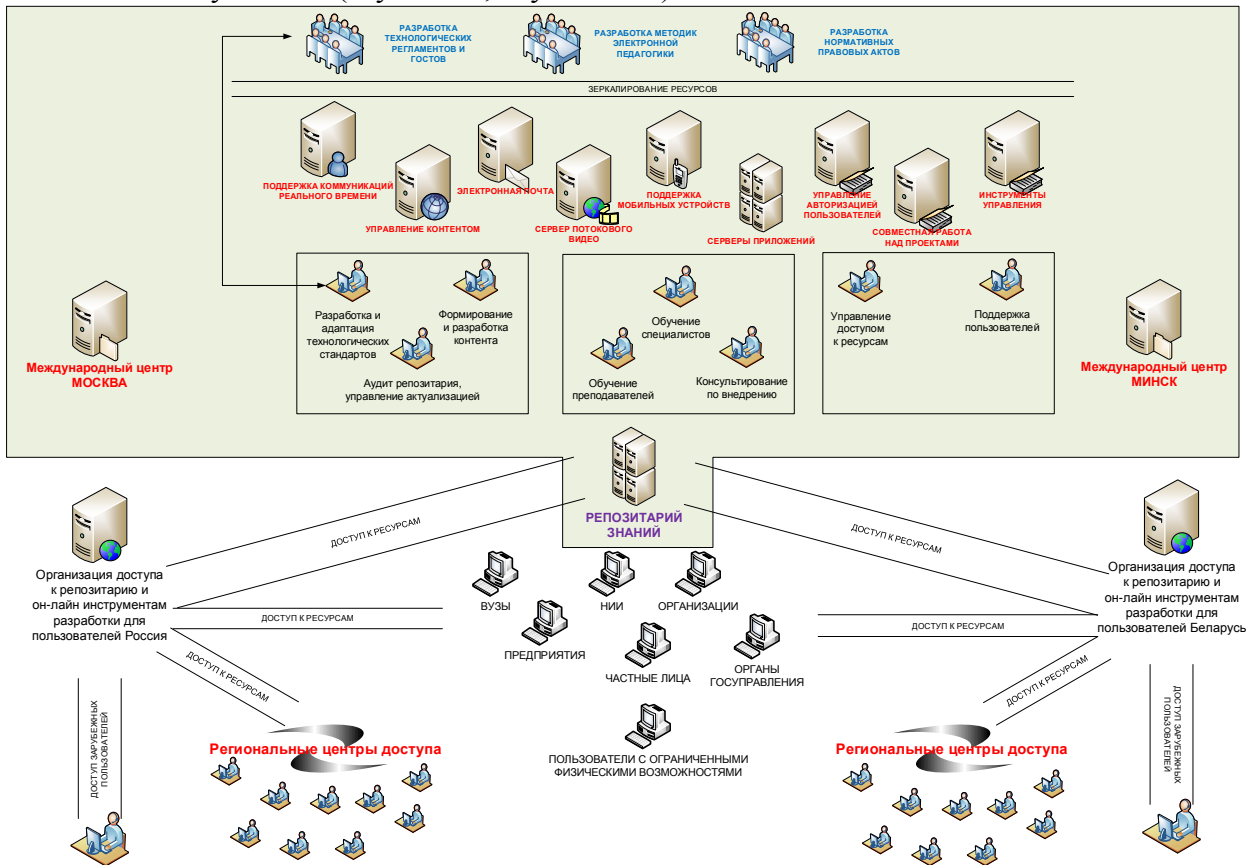 РАЗРАБОТКА
ТЕХНОЛОГИЧЕСКИХ
РЕГЛАМЕНТОВ И
ГОСТОВ
РАЗРАБОТКА МЕТОДИК
ЭЛЕКТРОННОЙ
ПЕДАГОГИКИ
РАЗРАБОТКА
НОРМАТИВНЫХ
ПРАВОВЫХ АКТОВ
ЗЕРКАЛИРОВАНИЕ РЕСУРСОВ
ПОДДЕРЖКА КОММУНИКАЦИЙ
РЕАЛЬНОГО ВРЕМЕНИ
УПРАВЛЕНИЕ КОНТЕНТОМ
ЭЛЕКТРОННАЯ ПОЧТА
СЕРВЕР ПОТОКОВОГО
ВИДЕО
ПОДДЕРЖКА
МОБИЛЬНЫХ УСТРОЙСТВ
СЕРВЕРЫ ПРИЛОЖЕНИЙ
УПРАВЛЕНИЕ
АВТОРИЗАЦИЕЙ
ПОЛЬЗОВАТЕЛЕЙ
СОВМЕСТНАЯ РАБОТА
НАД ПРОЕКТАМИ
ИНСТРУМЕНТЫ
УПРАВЛЕНИЯ
Международный центр
МОСКВА
Разработка и
адаптация
технологических
стандартов
Формирование
и разработка
контента
Аудит репозитария,
управление актуализацией
Обучение
специалистов
Обучение
преподавателей
Консультирование
по внедрению
Управление
доступом
к ресурсам
Поддержка
пользователей
Международный центр
МИНСК
РЕПОЗИТАРИЙ
ЗНАНИЙ
Организация доступа
к репозитарию и
он-лайн инструментам
разработки для
пользователей Россия
ДОСТУП К РЕСУРСАМ
ДОСТУП К РЕСУРСАМ
ДОСТУП К РЕСУРСАМ
ДОСТУП ЗАРУБЕЖНЫХ
ПОЛЬЗОВАТЕЛЕЙ
Региональные центры доступа
ВУЗЫ
НИИ
ОРГАНИЗАЦИИ
ПРЕДПРИЯТИЯ
ЧАСТНЫЕ ЛИЦА
ОРГАНЫ
ГОСУПРАВЛЕНИЯ
ПОЛЬЗОВАТЕЛИ С ОГРАНИЧЕННЫМИ
ФИЗИЧЕСКИМИ ВОЗМОЖНОСТЯМИ
ДОСТУП К РЕСУРСАМ
ДОСТУП К РЕСУРСАМ
ДОСТУП К РЕСУРСАМ
Организация доступа
к репозитарию и
он-лайн инструментам
разработки для
пользователей Беларусь
ДОСТУП ЗАРУБЕЖНЫХ
ПОЛЬЗОВАТЕЛЕЙ
Региональные центры доступа